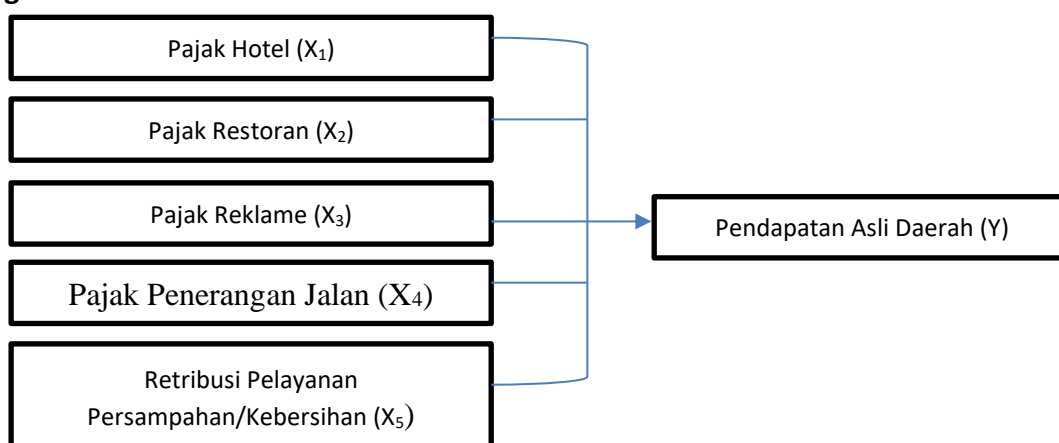 Pajak Hotel (X₁)
Pajak Restoran (X₂)
Pajak Reklame (X₃)
Pendapatan Asli Daerah (Y)
Pajak Penerangan Jalan (X₄)
Retribusi Pelayanan
Persampahan/Kebersihan (X₅)